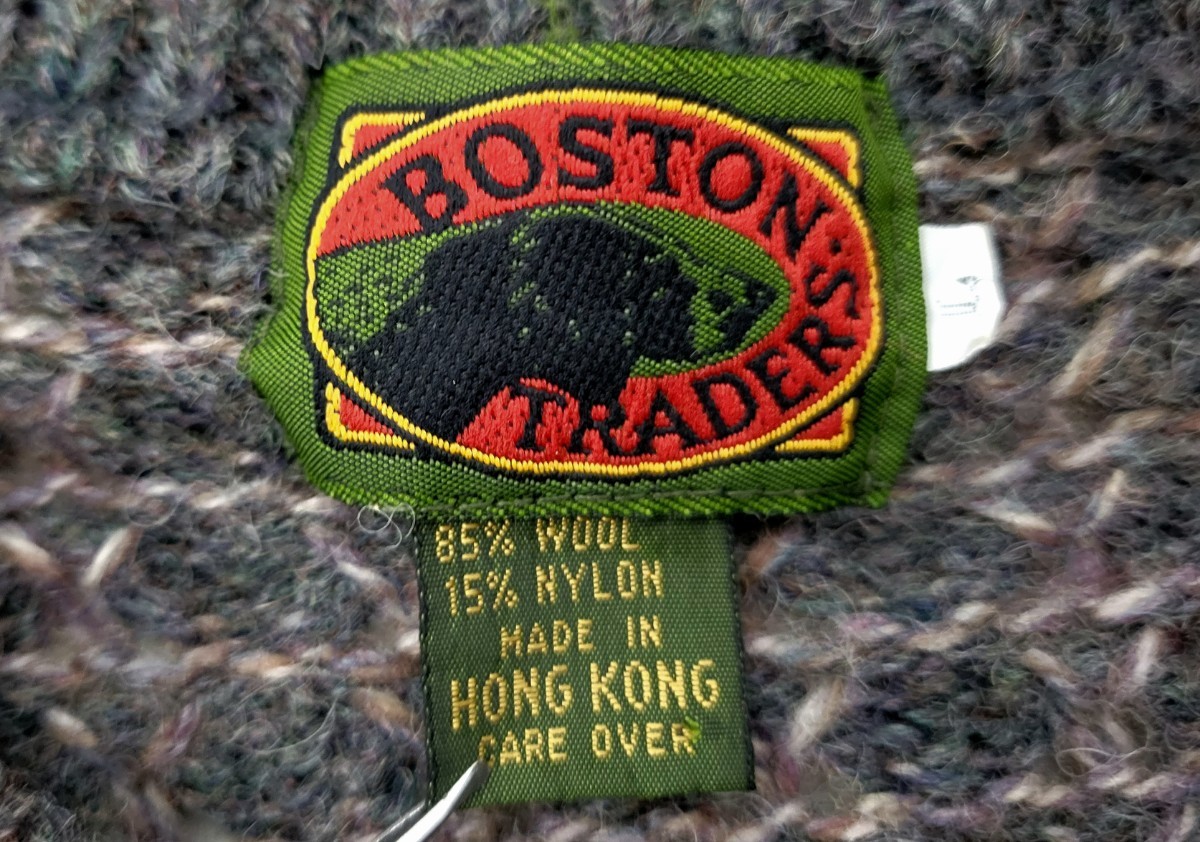 BOSTON
TRADERS
85% WOOL
15% NYLON
MADE IN
HONG KONG
CARE OVER